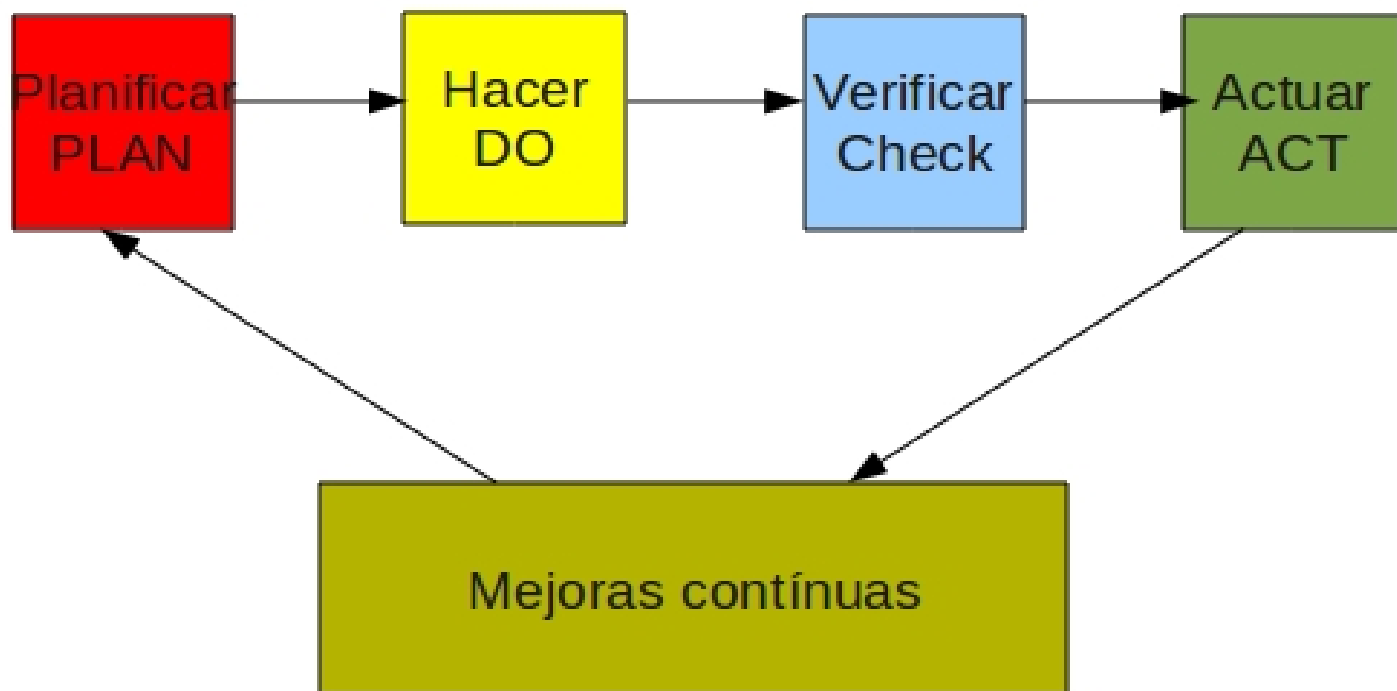 Planificar
PLAN
Hacer
DO
Verificar
Check
Actuar
ACT
Mejoras contínuas